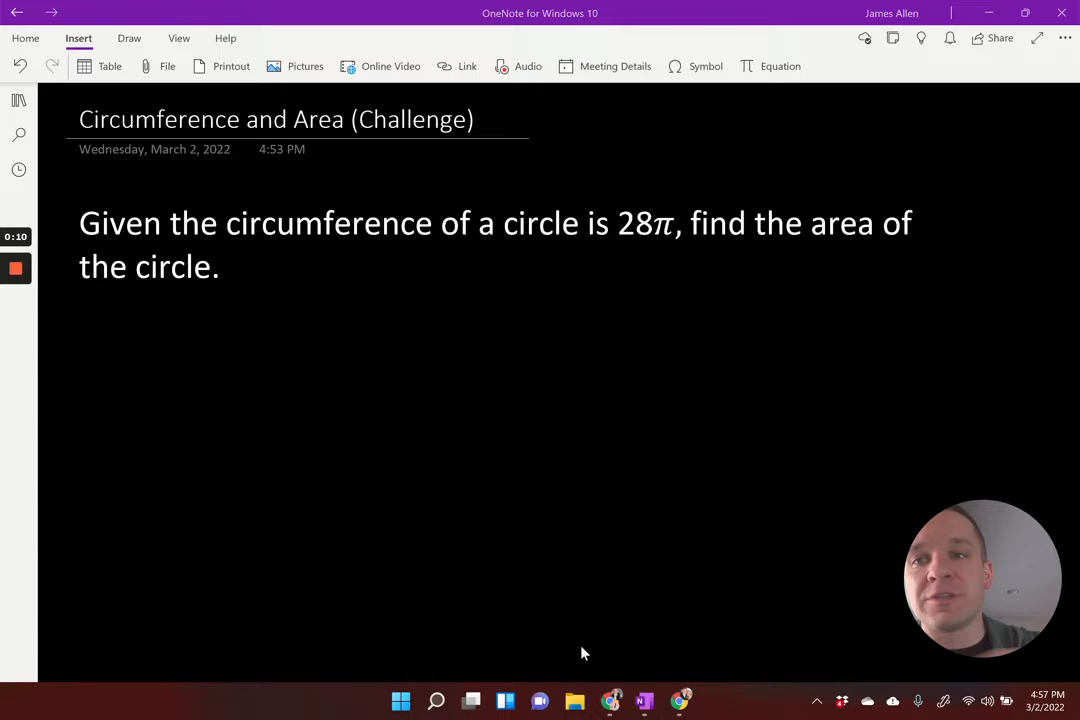 OneNote for Windows 10
James Allen
Home Insert Draw View Help
Share
Table File Printout Pictures Online Video Link Audio Meeting Details Symbol Equation
Circumference and Area (Challenge)
Wednesday, March 2, 2022 4:53 PM
Given the circumference of a circle is 28𝜋, find the area of
the circle.
0:10
4:57 PM
3/2/2022